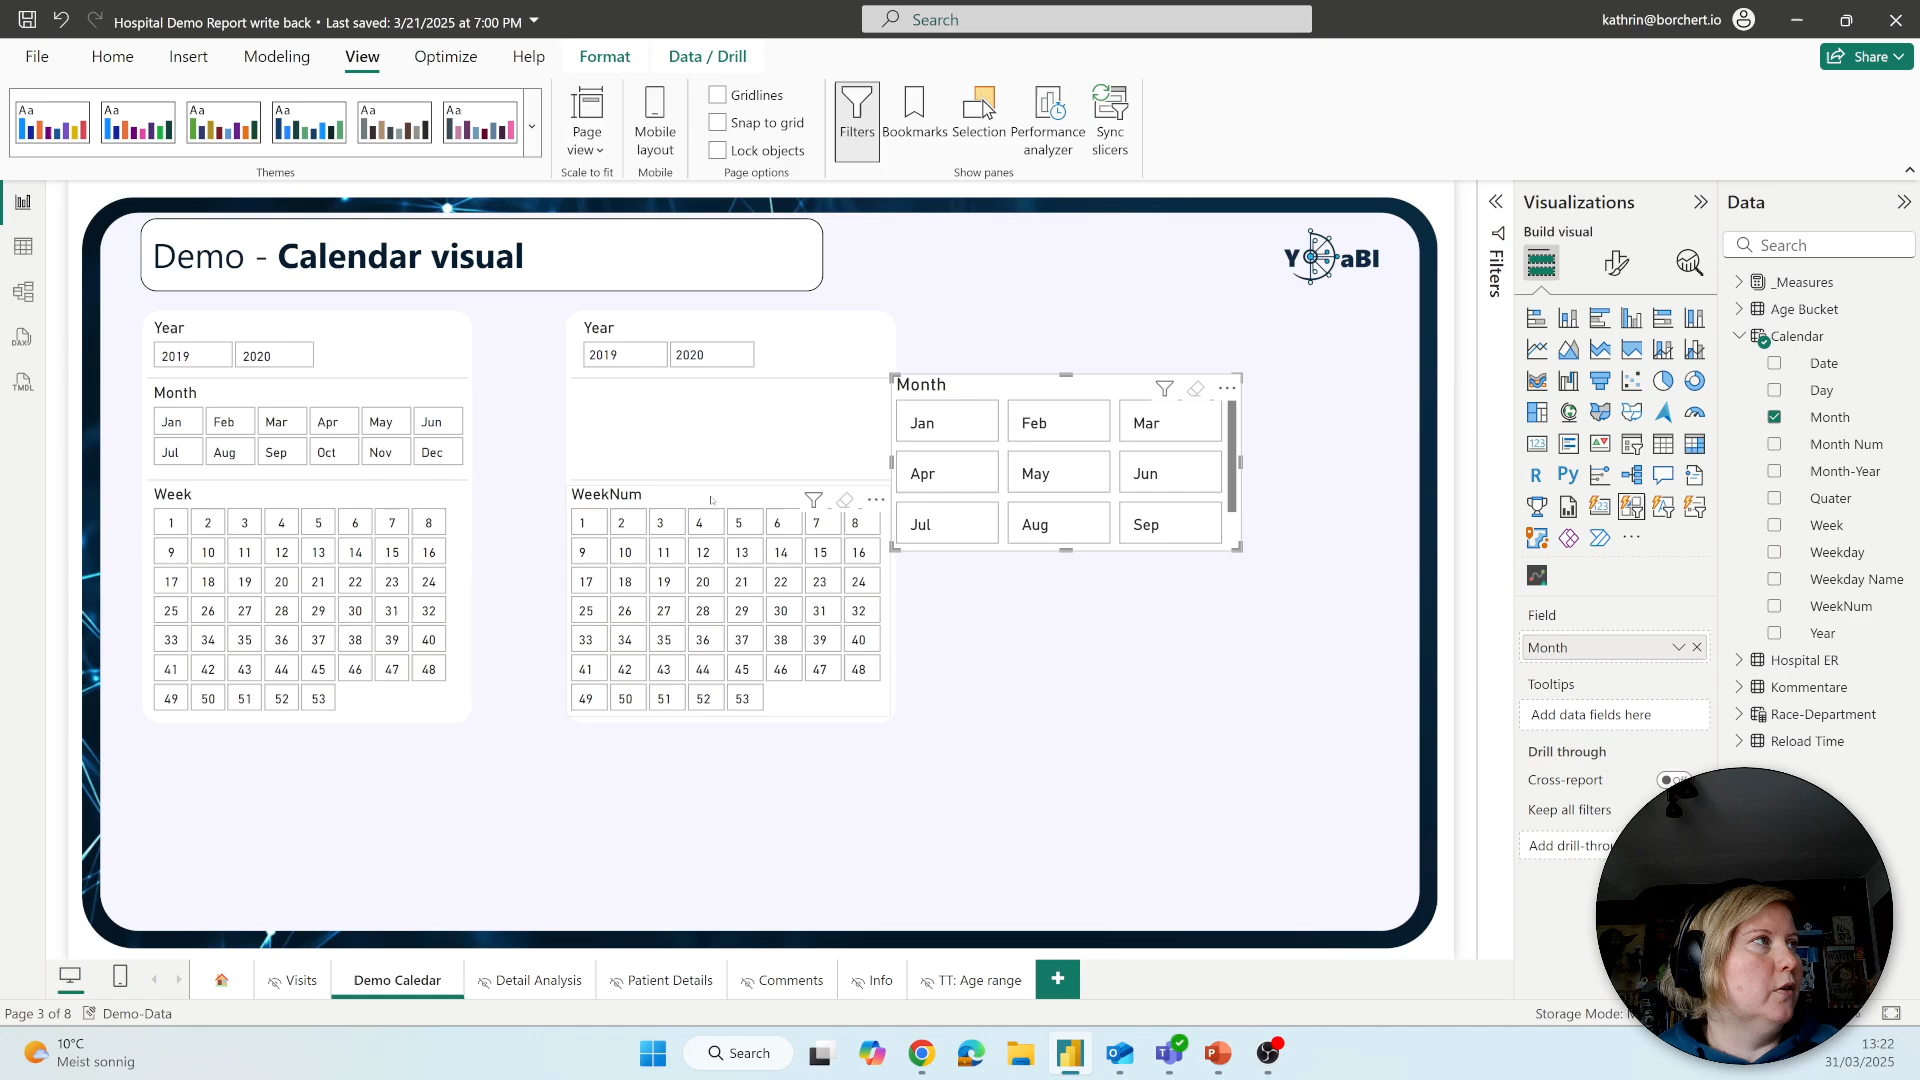 Hospital Demo Report write back • Last saved: 3/21/2025 at 7:00 PM
Search
kathrin@borchert.io
File Home Insert Modeling View Optimize Help Format Data / Drill
Share
Aa Aa Aa Aa Aa Aa
Page view
Mobile layout
Gridlines
Snap to grid
Lock objects
Filters Bookmarks Selection Performance analyzer Sync slicers
Themes Scale to fit Mobile Page options Show panes
Demo - Calendar visual
Y aBI
Year
2019 2020
Month
Jan Feb Mar Apr May Jun
Jul Aug Sep Oct Nov Dec
Week
1 2 3 4 5 6 7 8
9 10 11 12 13 14 15 16
17 18 19 20 21 22 23 24
25 26 27 28 29 30 31 32
33 34 35 36 37 38 39 40
41 42 43 44 45 46 47 48
49 50 51 52 53
Year
2019 2020
WeekNum
1 2 3 4 5 6 7 8
9 10 11 12 13 14 15 16
17 18 19 20 21 22 23 24
25 26 27 28 29 30 31 32
33 34 35 36 37 38 39 40
41 42 43 44 45 46 47 48
49 50 51 52 53
Month
Jan Feb Mar
Apr May Jun
Jul Aug Sep
Filters
Visualizations
Build visual
R Py
Field
Month
Tooltips
Add data fields here
Drill through
Cross-report
Keep all filters
Data
Search
_Measures
Age Bucket
Calendar
Date
Day
Month
Month Num
Month-Year
Quater
Week
Weekday
Weekday Name
WeekNum
Year
Hospital ER
Kommentare
Race-Department
Reload Time
Visits Demo Caledar Detail Analysis Patient Details Comments Info TT: Age range +
Page 3 of 8 Demo-Data
Storage Mode:
10°C
Meist sonnig
Search
13:22
31/03/2025